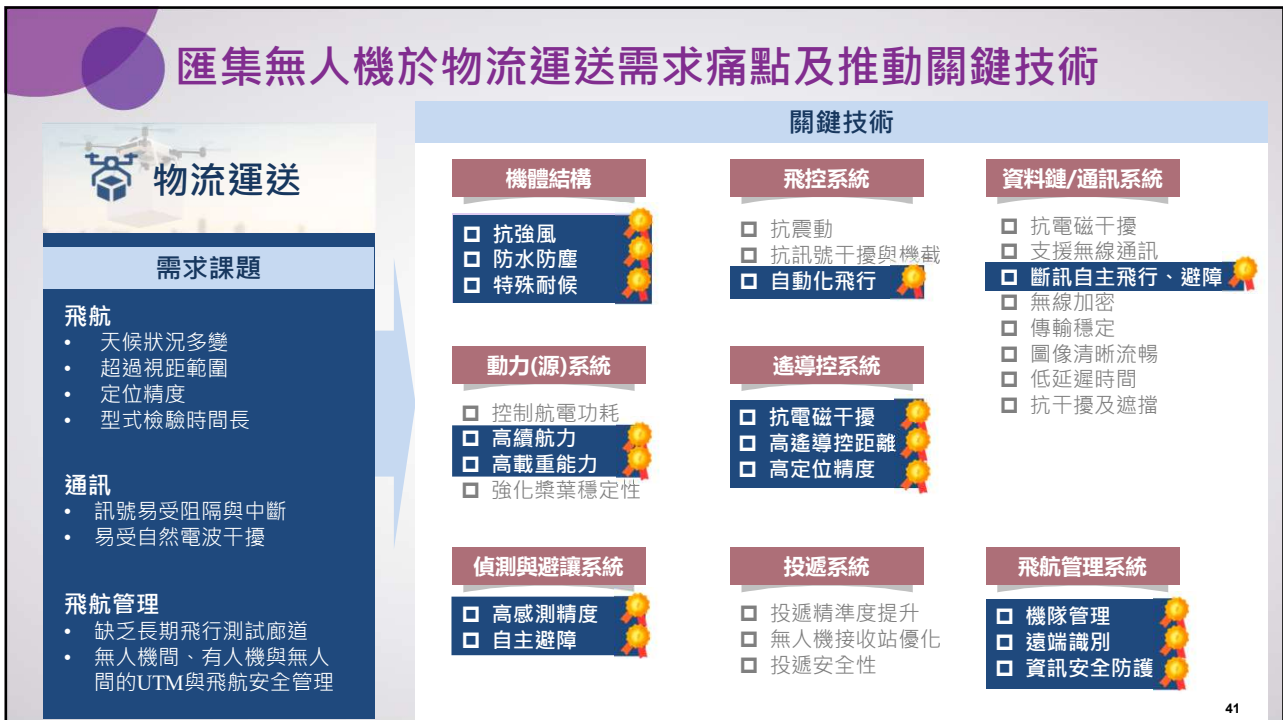 匯集無人機於物流運送需求痛點及推動關鍵技術
物流運送
需求課題
飛航
• 天候狀況多變
• 超過視距範圍
• 定位精度
• 型式檢驗時間長
通訊
• 訊號易受阻隔與中斷
• 易受自然電波干擾
飛航管理
• 缺乏長期飛行測試廊道
• 無人機間、有人機與無人
間的UTM與飛航安全管理
關鍵技術
機體結構
抗強風
防水防塵
特殊耐候
飛控系統
抗震動
抗訊號干擾與機截
自動化飛行
資料鏈/通訊系統
抗電磁干擾
支援無線通訊
斷訊自主飛行、避障
無線加密
傳輸穩定
圖像清晰流暢
低延遲時間
抗干擾及遮擋
動力(源)系統
控制航電功耗
高續航力
高載重能力
強化槳葉穩定性
遙導控系統
抗電磁干擾
高遙導控距離
高定位精度
偵測與避讓系統
高感測精度
自主避障
投遞系統
投遞精準度提升
無人機接收站優化
投遞安全性
飛航管理系統
機隊管理
遠端識別
資訊安全防護
41